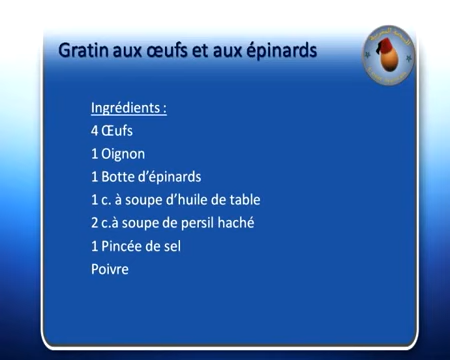 Gratin aux œufs et aux épinards
Ingrédients :
4 Œufs
1 Oignon
1 Botte d'épinards
1 c. à soupe d'huile de table
2 c.à soupe de persil haché
1 Pincée de sel
Poivre